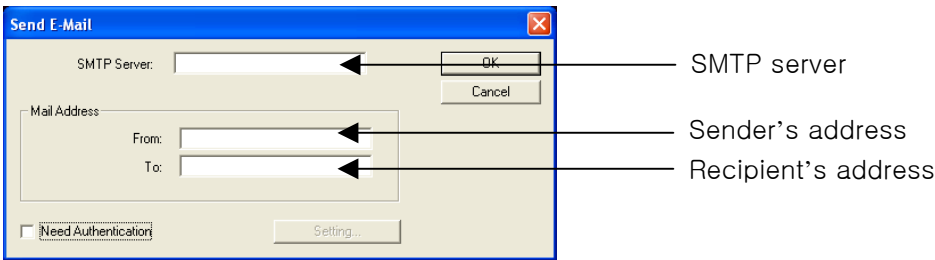 Send E-Mail
SMTP Server:
OK
SMTP server
Cancel
Mail Address
From:
Sender's address
To:
Recipient's address
Need Authentication
Setting...